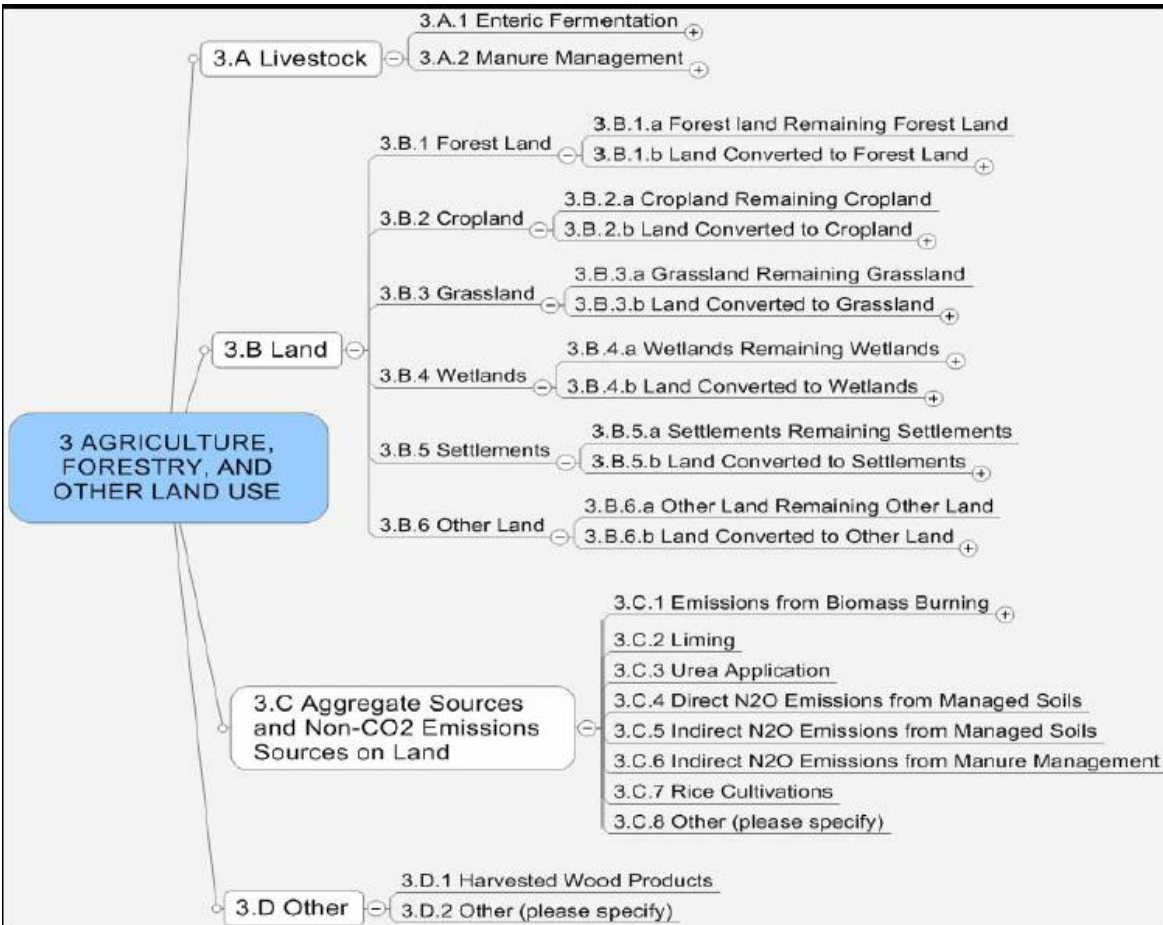 3 AGRICULTURE,
FORESTRY, AND
OTHER LAND USE
3.A Livestock
3.A.1 Enteric Fermentation
3.A.2 Manure Management
3.B Land
3.B.1 Forest Land
3.B.1.a Forest land Remaining Forest Land
3.B.1.b Land Converted to Forest Land
3.B.2 Cropland
3.B.2.a Cropland Remaining Cropland
3.B.2.b Land Converted to Cropland
3.B.3 Grassland
3.B.3.a Grassland Remaining Grassland
3.B.3.b Land Converted to Grassland
3.B.4 Wetlands
3.B.4.a Wetlands Remaining Wetlands
3.B.4.b Land Converted to Wetlands
3.B.5 Settlements
3.B.5.a Settlements Remaining Settlements
3.B.5.b Land Converted to Settlements
3.B.6 Other Land
3.B.6.a Other Land Remaining Other Land
3.B.6.b Land Converted to Other Land
3.C Aggregate Sources
and Non-CO2 Emissions
Sources on Land
3.C.1 Emissions from Biomass Burning
3.C.2 Liming
3.C.3 Urea Application
3.C.4 Direct N2O Emissions from Managed Soils
3.C.5 Indirect N2O Emissions from Managed Soils
3.C.6 Indirect N2O Emissions from Manure Management
3.C.7 Rice Cultivations
3.C.8 Other (please specify)
3.D Other
3.D.1 Harvested Wood Products
3.D.2 Other (please specify)